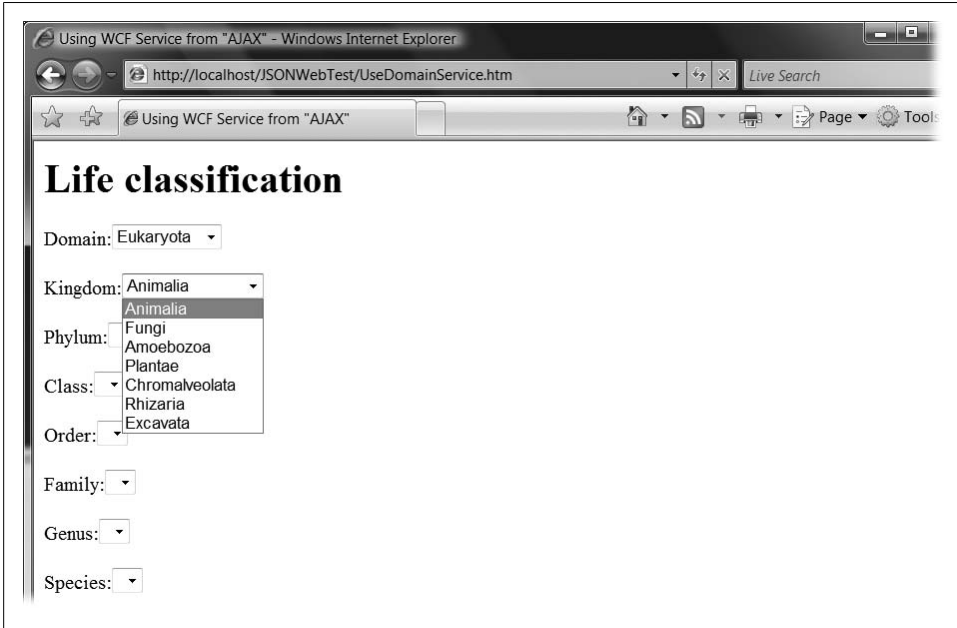 Using WCF Service from "AJAX" - Windows Internet Explorer
http://localhost/JSONWebTest/UseDomainService.htm
Live Search
Using WCF Service from "AJAX"
Page
Tools
Life classification
Domain: Eukaryota
Kingdom: Animalia
Animalia
Fungi
Phylum:
Amoebozoa
Plantae
Class:
Chromalveolata
Rhizaria
Excavata
Order:
Family:
Genus:
Species: